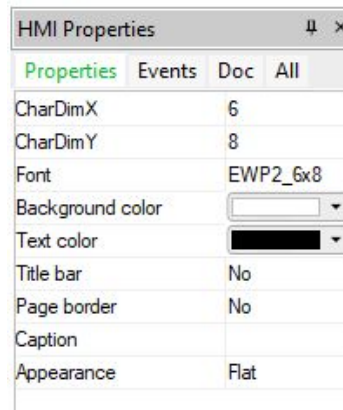 HMI Properties
Properties Events Doc All
CharDimX 6
CharDimY 8
Font EWP2_6x8
Background color
Text color
Title bar No
Page border No
Caption
Appearance Flat